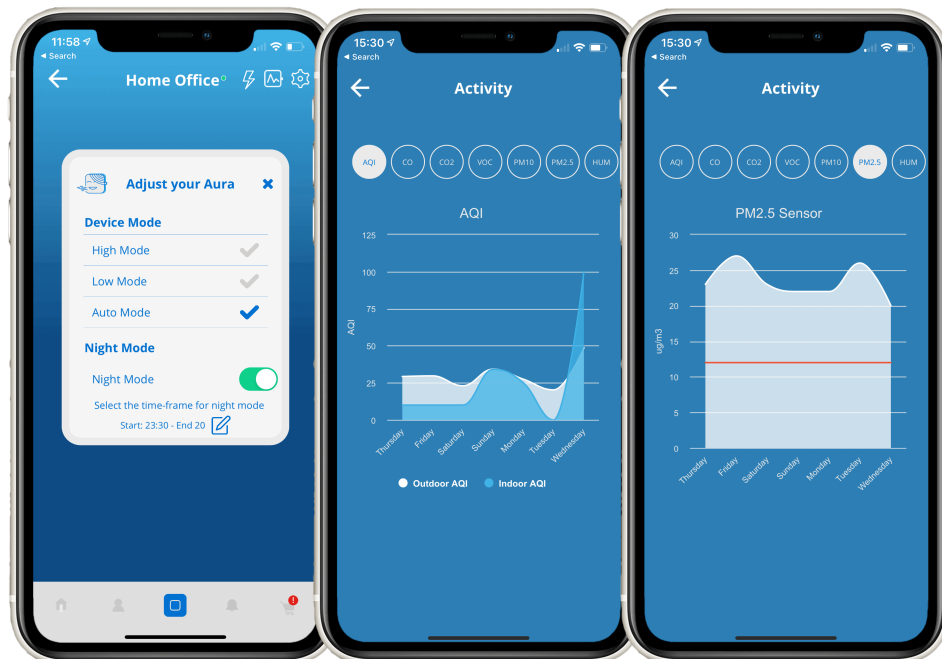 11:58
◄ Search
Home Office
Adjust your Aura
Device Mode
High Mode
Low Mode
Auto Mode
Night Mode
Night Mode
Select the time-frame for night mode
Start: 23:30 - End 20
!
15:30
◄ Search
Activity
AQI CO CO2 VOC PM10 PM2.5 HUM
AQI
125
100
75
50
25
0
AQI
Thursday Friday Saturday Sunday Monday Tuesday Wednesday
Outdoor AQI Indoor AQI
15:30
◄ Search
Activity
AQI CO CO2 VOC PM10 PM2.5 HUM
PM2.5 Sensor
30
25
20
15
10
5
0
ug/m3
Thursday Friday Saturday Sunday Monday Tuesday Wednesday